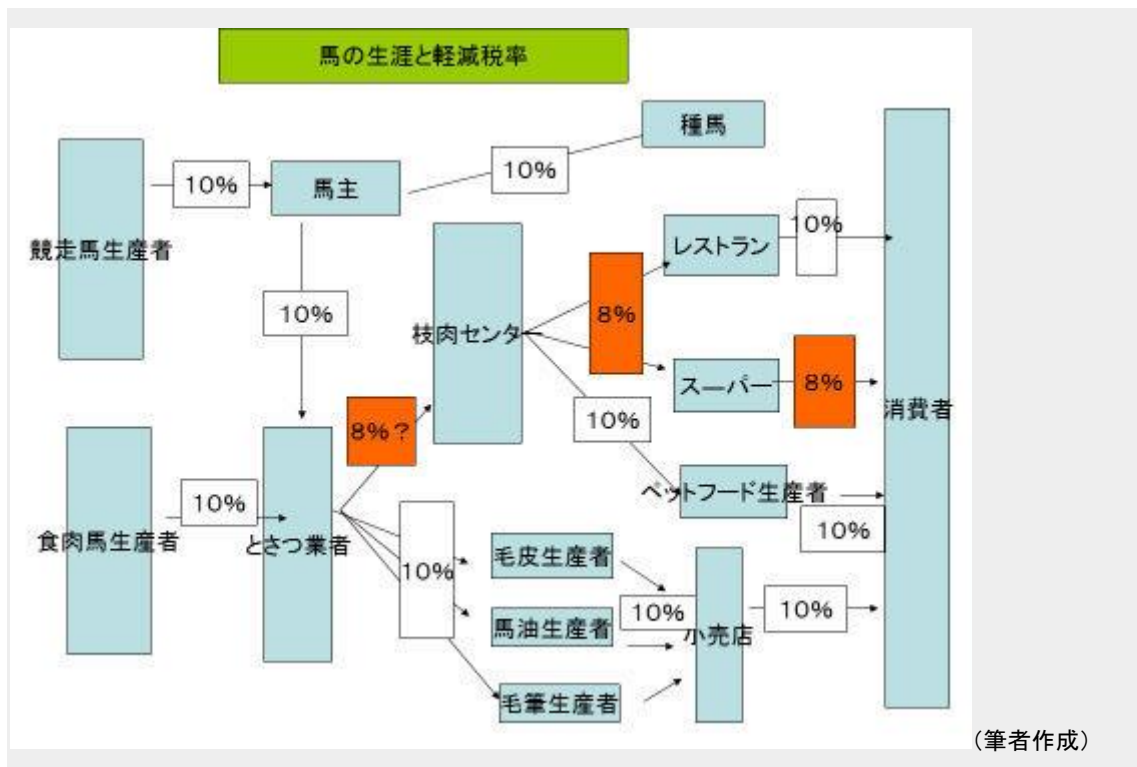 馬の生涯と軽減税率
種馬
10%
10%
馬主
レストラン
10%
競走馬生産者
10%
枝肉センター
8%
スーパー
8%
消費者
10%
8%?
ペットフード生産者
10%
食肉馬生産者
10%
とさつ業者
10%
毛皮生産者
馬油生産者
毛筆生産者
10%
小売店
10%
(筆者作成)